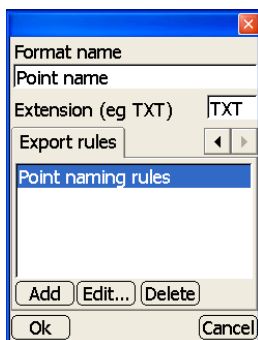 Format name
Point name
Extension (eg TXT) TXT
Export rules
Point naming rules
Add Edit... Delete
Ok Cancel